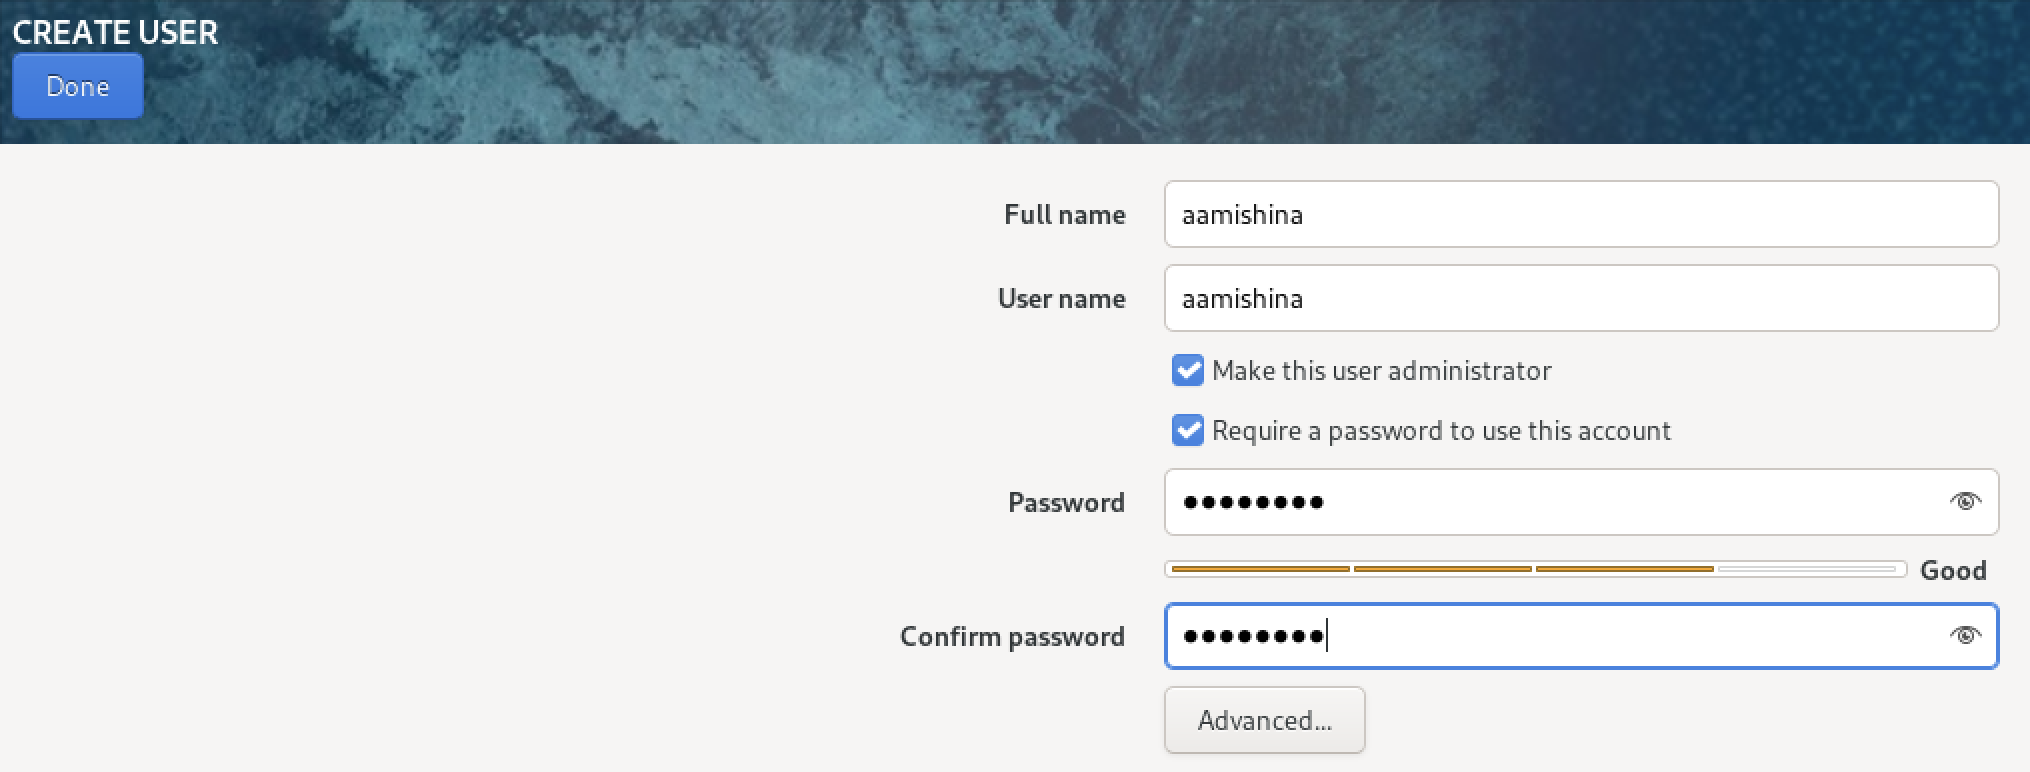 CREATE USER
Done
Full name aamishina
User name aamishina
Make this user administrator
Require a password to use this account
Password ●●●●●●●●
Good
Confirm password ●●●●●●●●
Advanced...